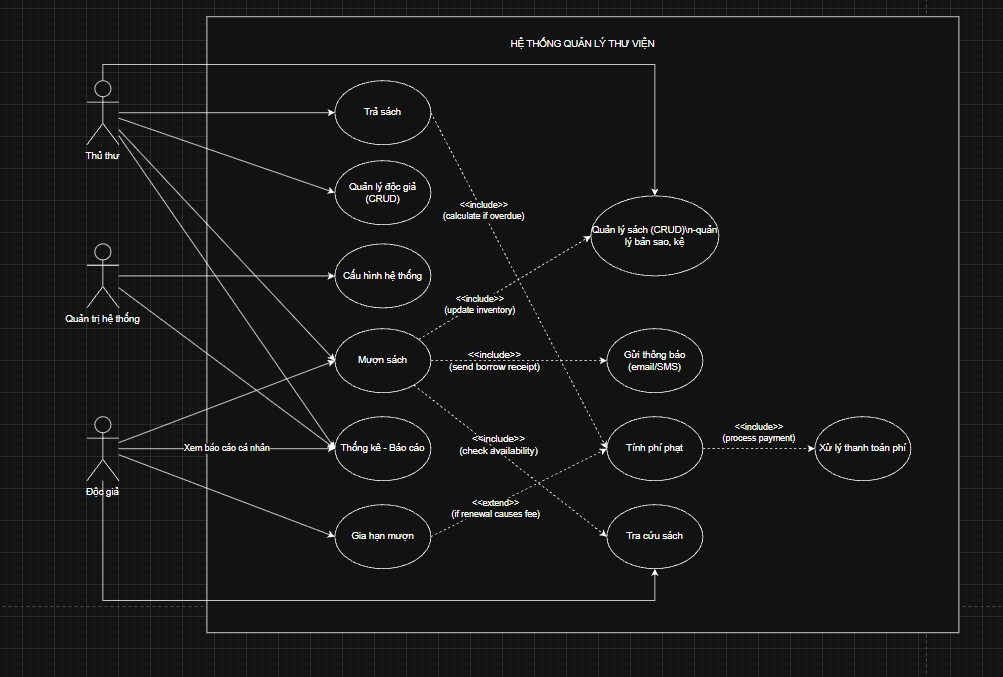 HỆ THỐNG QUẢN LÝ THƯ VIỆN
Thủ thư
Trả sách
Quản lý độc giả
(CRUD)
<<include>>
(calculate if overdue)
Quản lý sách (CRUD)\n-quản
lý bản sao, kệ
Quản trị hệ thống
Cấu hình hệ thống
<<include>>
(update inventory)
Mượn sách
<<include>>
(send borrow receipt)
Gửi thông báo
(email/SMS)
Độc giả
Xem báo cáo cá nhân
Thống kê - Báo cáo
<<include>>
(check availability)
Tính phí phạt
<<include>>
(process payment)
Xử lý thanh toán phí
Gia hạn mượn
<<extend>>
(if renewal causes fee)
Tra cứu sách